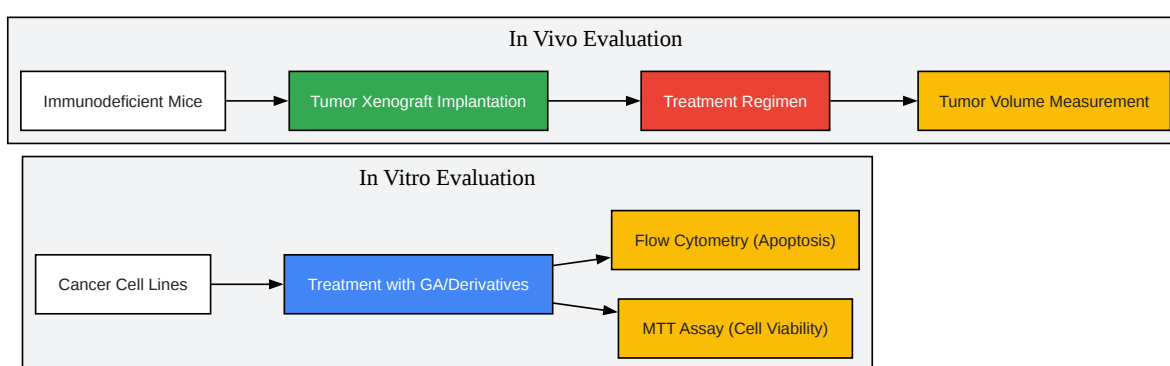 In Vivo Evaluation
Immunodeficient Mice
Tumor Xenograft Implantation
Treatment Regimen
Tumor Volume Measurement
In Vitro Evaluation
Cancer Cell Lines
Treatment with GA/Derivatives
Flow Cytometry (Apoptosis)
MTT Assay (Cell Viability)